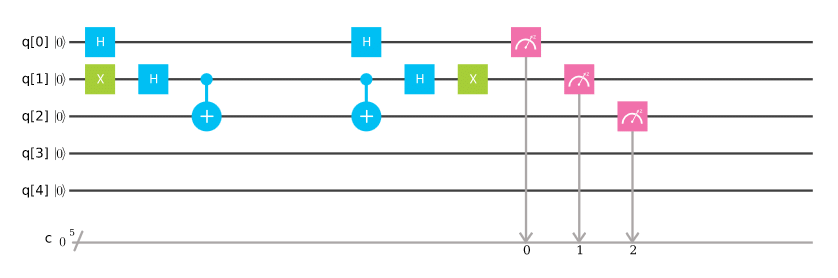 q[0] |0⟩ H H
q[1] |0⟩ X H H X
q[2] |0⟩ + +
q[3] |0⟩
q[4] |0⟩
c 0 5
0 1 2